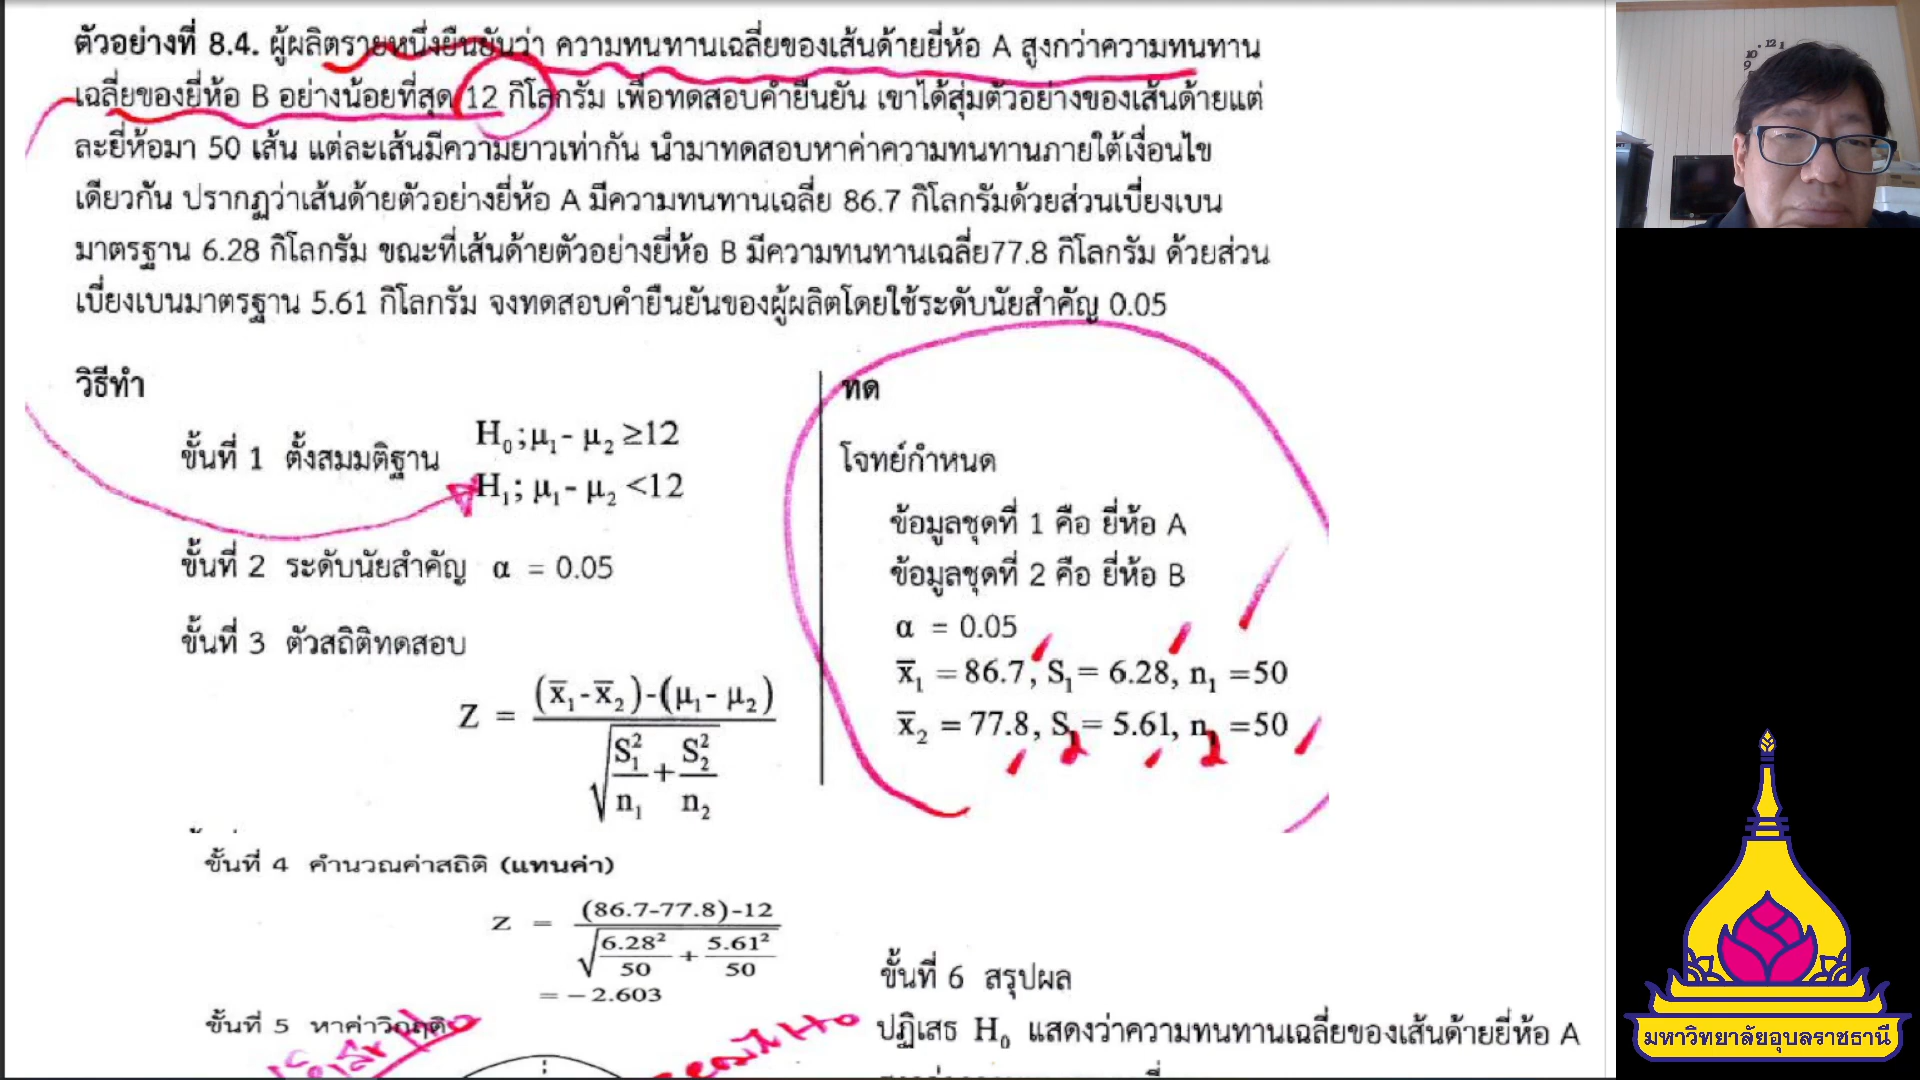 ตัวอย่างที่ 8.4. ผู้ผลิตรายหนึ่งยืนยันว่า ความทนทานเฉลี่ยของเส้นด้ายยี่ห้อ A สูงกว่าความทนทาน
เฉลี่ยของยี่ห้อ B อย่างน้อยที่สุด 12 กิโลกรัม เพื่อทดสอบคำยืนยัน เขาได้สุ่มตัวอย่างของเส้นด้ายแต่
ละยี่ห้อมา 50 เส้น แต่ละเส้นมีความยาวเท่ากัน นำมาทดสอบหาค่าความทนทานภายใต้เงื่อนไข
เดียวกัน ปรากฏว่าเส้นด้ายตัวอย่างยี่ห้อ A มีความทนทานเฉลี่ย 86.7 กิโลกรัมด้วยส่วนเบี่ยงเบน
มาตรฐาน 6.28 กิโลกรัม ขณะที่เส้นด้ายตัวอย่างยี่ห้อ B มีความทนทานเฉลี่ย77.8 กิโลกรัม ด้วยส่วน
เบี่ยงเบนมาตรฐาน 5.61 กิโลกรัม จงทดสอบคำยืนยันของผู้ผลิตโดยใช้ระดับนัยสำคัญ 0.05
วิธีทำ
ขั้นที่ 1 ตั้งสมมติฐาน
H₀;μ₁- μ₂ ≥12
H₁; μ₁- μ₂ <12
ขั้นที่ 2 ระดับนัยสำคัญ α = 0.05
ขั้นที่ 3 ตัวสถิติทดสอบ
Z = ((x̅₁-x̅₂)-(μ₁- μ₂)) / √(S₁²/n₁ + S₂²/n₂)
ทด
โจทย์กำหนด
ข้อมูลชุดที่ 1 คือ ยี่ห้อ A
ข้อมูลชุดที่ 2 คือ ยี่ห้อ B
α = 0.05
x̅₁ = 86.7, S₁= 6.28, n₁ =50
x̅₂ = 77.8, S₂= 5.61, n₂ =50
ขั้นที่ 4 คำนวณค่าสถิติ (แทนค่า)
Z = ((86.7-77.8)-12) / √(6.28²/50 + 5.61²/50)
= − 2.603
ขั้นที่ 5 หาค่าวิกฤติ
H₀
H₀
ขั้นที่ 6 สรุปผล
ปฏิเสธ H₀ แสดงว่าความทนทานเฉลี่ยของเส้นด้ายยี่ห้อ A
มหาวิทยาลัยอุบลราชธานี